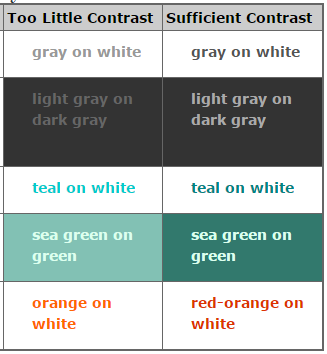 Too Little Contrast Sufficient Contrast
gray on white gray on white
light gray on light gray on
dark gray dark gray
teal on white teal on white
sea green on sea green on
green green
orange on red-orange on
white white